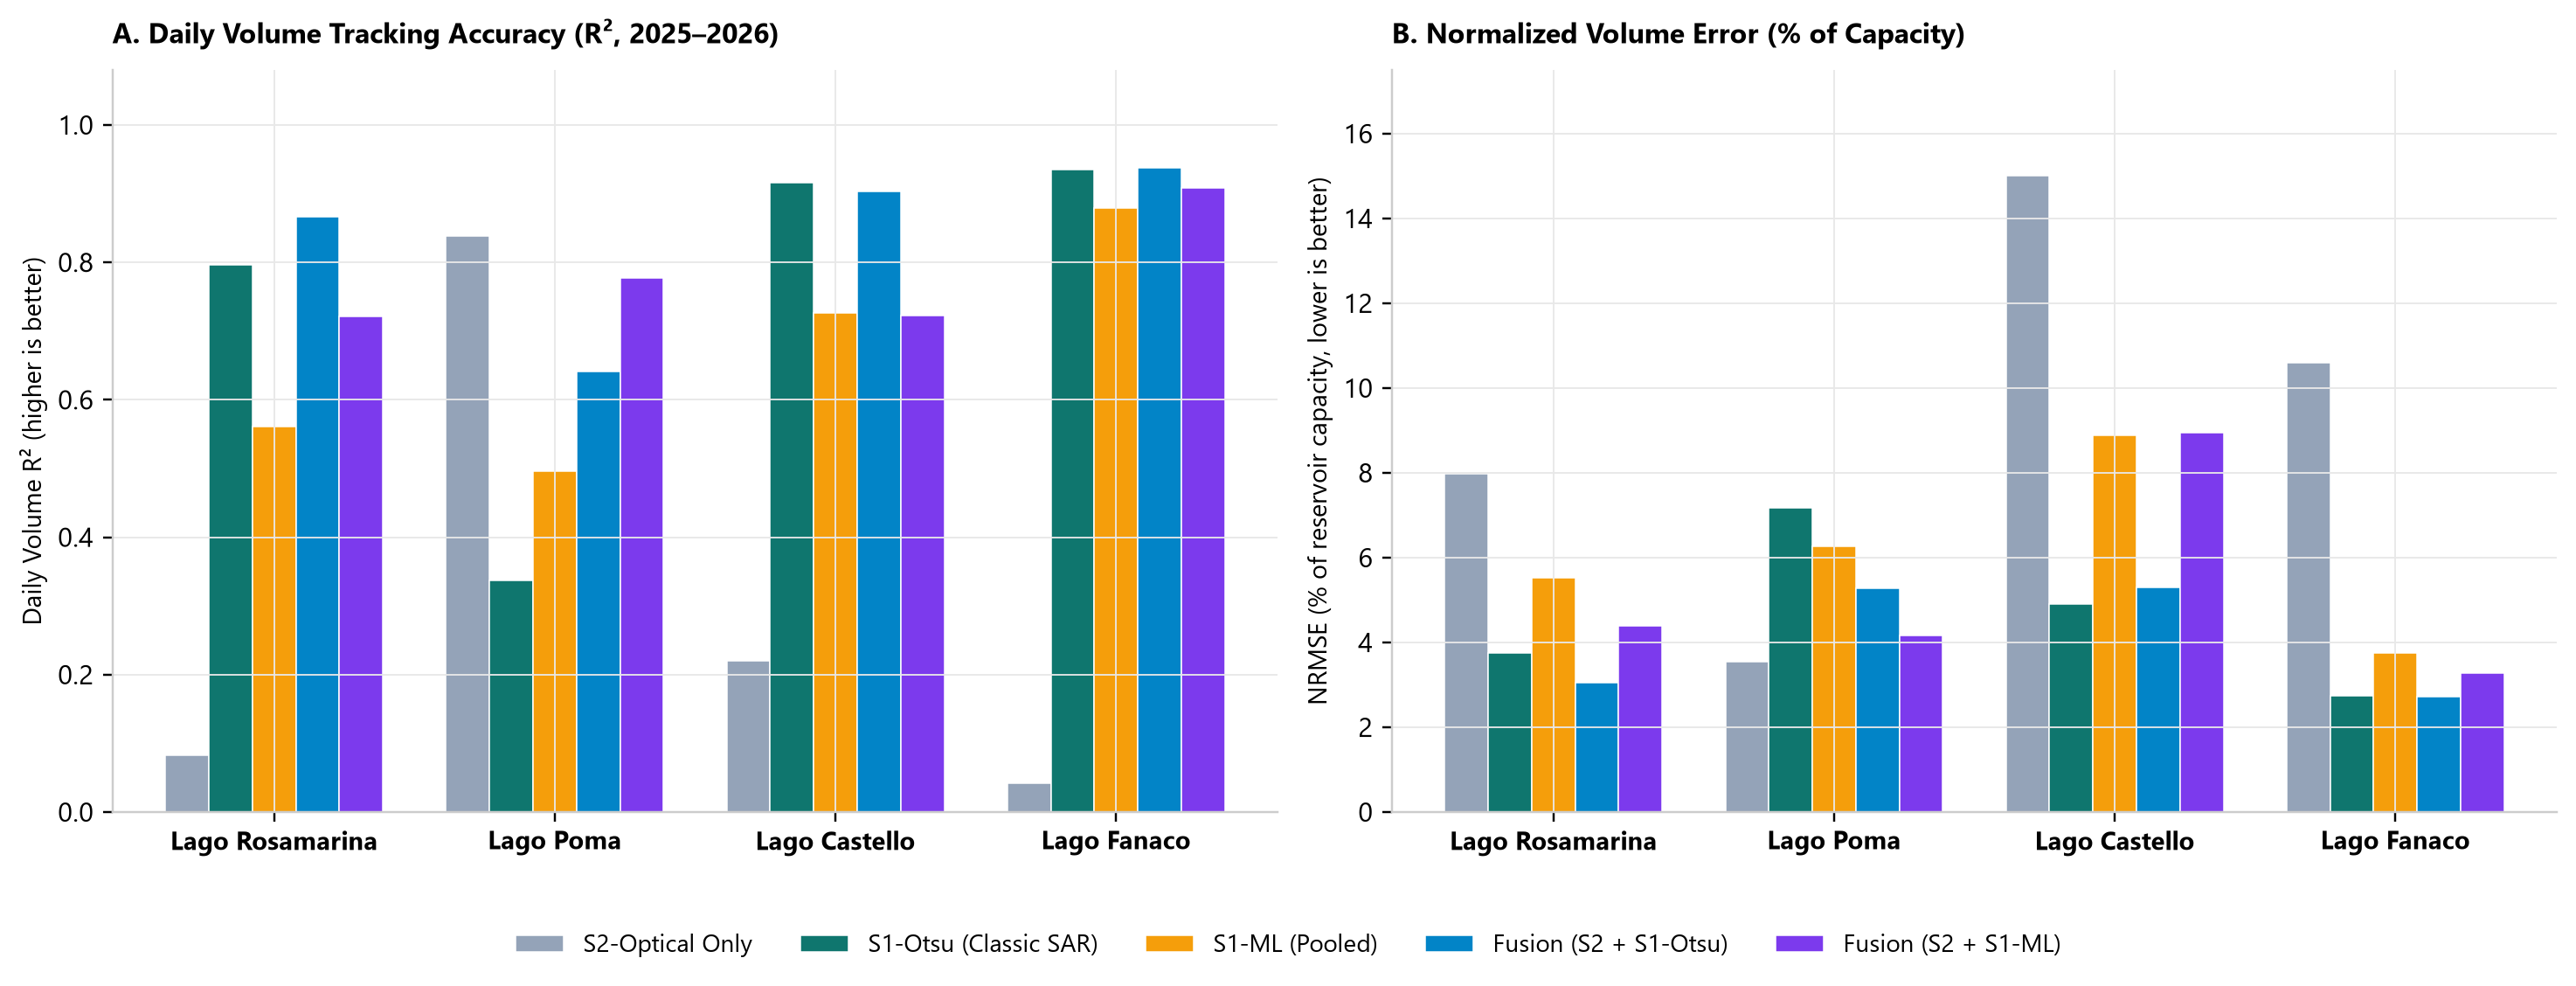 A. Daily Volume Tracking Accuracy (R², 2025–2026)
Daily Volume R² (higher is better)
1.0
0.8
0.6
0.4
0.2
0.0
Lago Rosamarina Lago Poma Lago Castello Lago Fanaco
B. Normalized Volume Error (% of Capacity)
NRMSE (% of reservoir capacity, lower is better)
16
14
12
10
8
6
4
2
0
Lago Rosamarina Lago Poma Lago Castello Lago Fanaco
S2-Optical Only S1-Otsu (Classic SAR) S1-ML (Pooled) Fusion (S2 + S1-Otsu) Fusion (S2 + S1-ML)